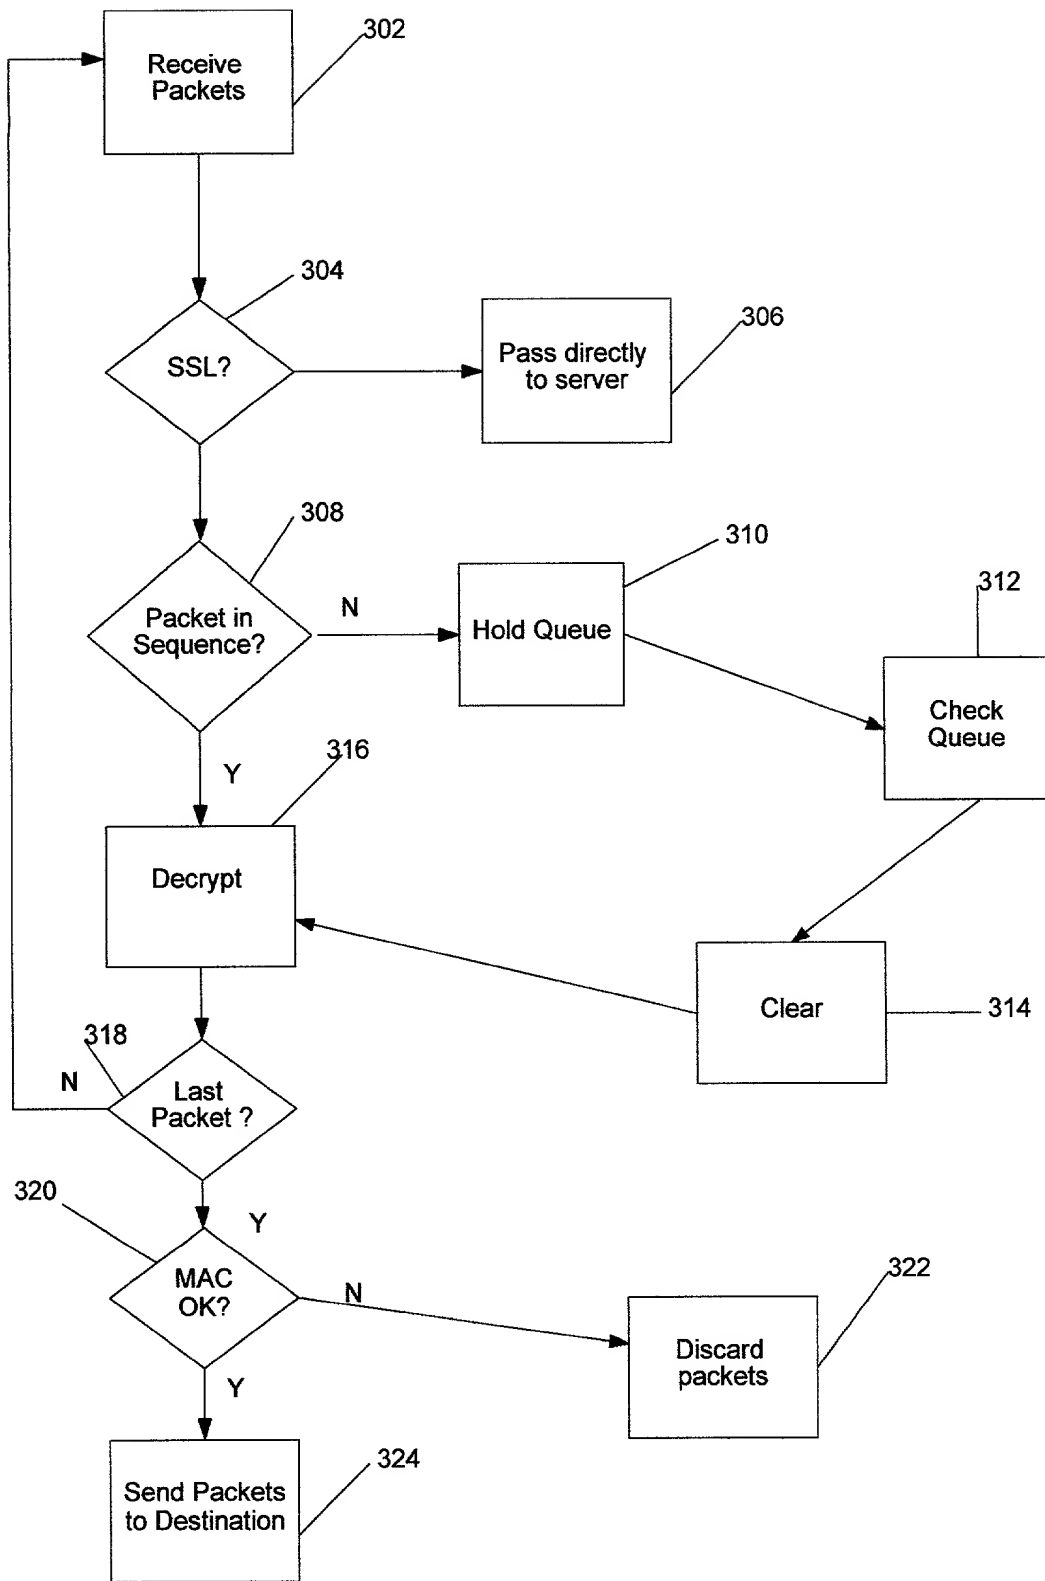 302
Receive
Packets
304
SSL?
306
Pass directly
to server
308
Packet in
Sequence?
N
310
Hold Queue
312
Check
Queue
Y
316
Decrypt
Clear
314
318
N
Last
Packet ?
320
Y
MAC
OK?
N
322
Discard
packets
Y
324
Send Packets
to Destination